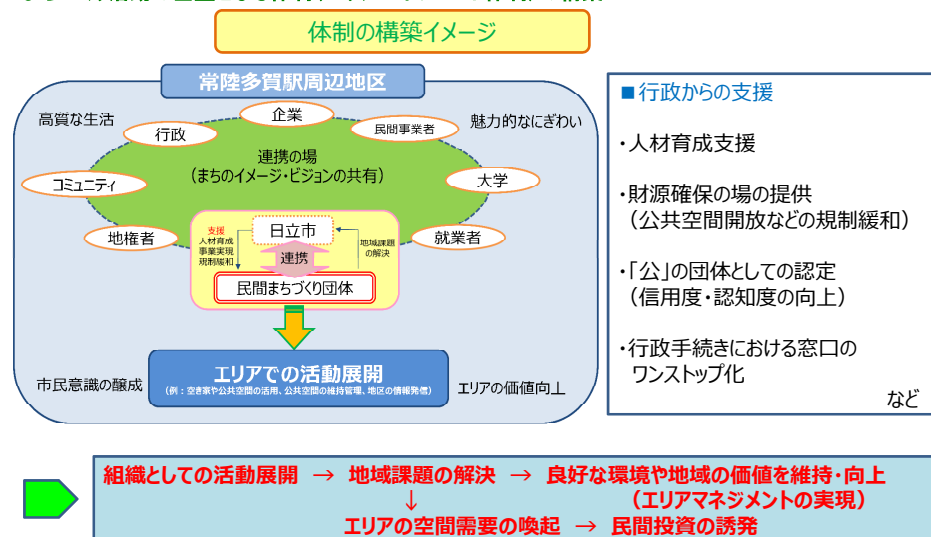 体制の構築イメージ
常陸多賀駅周辺地区
高質な生活
魅力的なにぎわい
企業
行政
民間事業者
コミュニティ
大学
地権者
就業者
連携の場
(まちのイメージ・ビジョンの共有)
支援
人材育成
事業実現
規制緩和
日立市
地域課題
の解決
連携
民間まちづくり団体
市民意識の醸成
エリアでの活動展開
(例:空き家や公共空間の活用、公共空間の維持管理、地区の情報発信)
エリアの価値向上
■行政からの支援
・人材育成支援
・財源確保の場の提供
(公共空間開放などの規制緩和)
・「公」の団体としての認定
(信用度・認知度の向上)
・行政手続きにおける窓口の
ワンストップ化
など
組織としての活動展開 → 地域課題の解決 → 良好な環境や地域の価値を維持・向上
↓ (エリアマネジメントの実現)
エリアの空間需要の喚起 → 民間投資の誘発